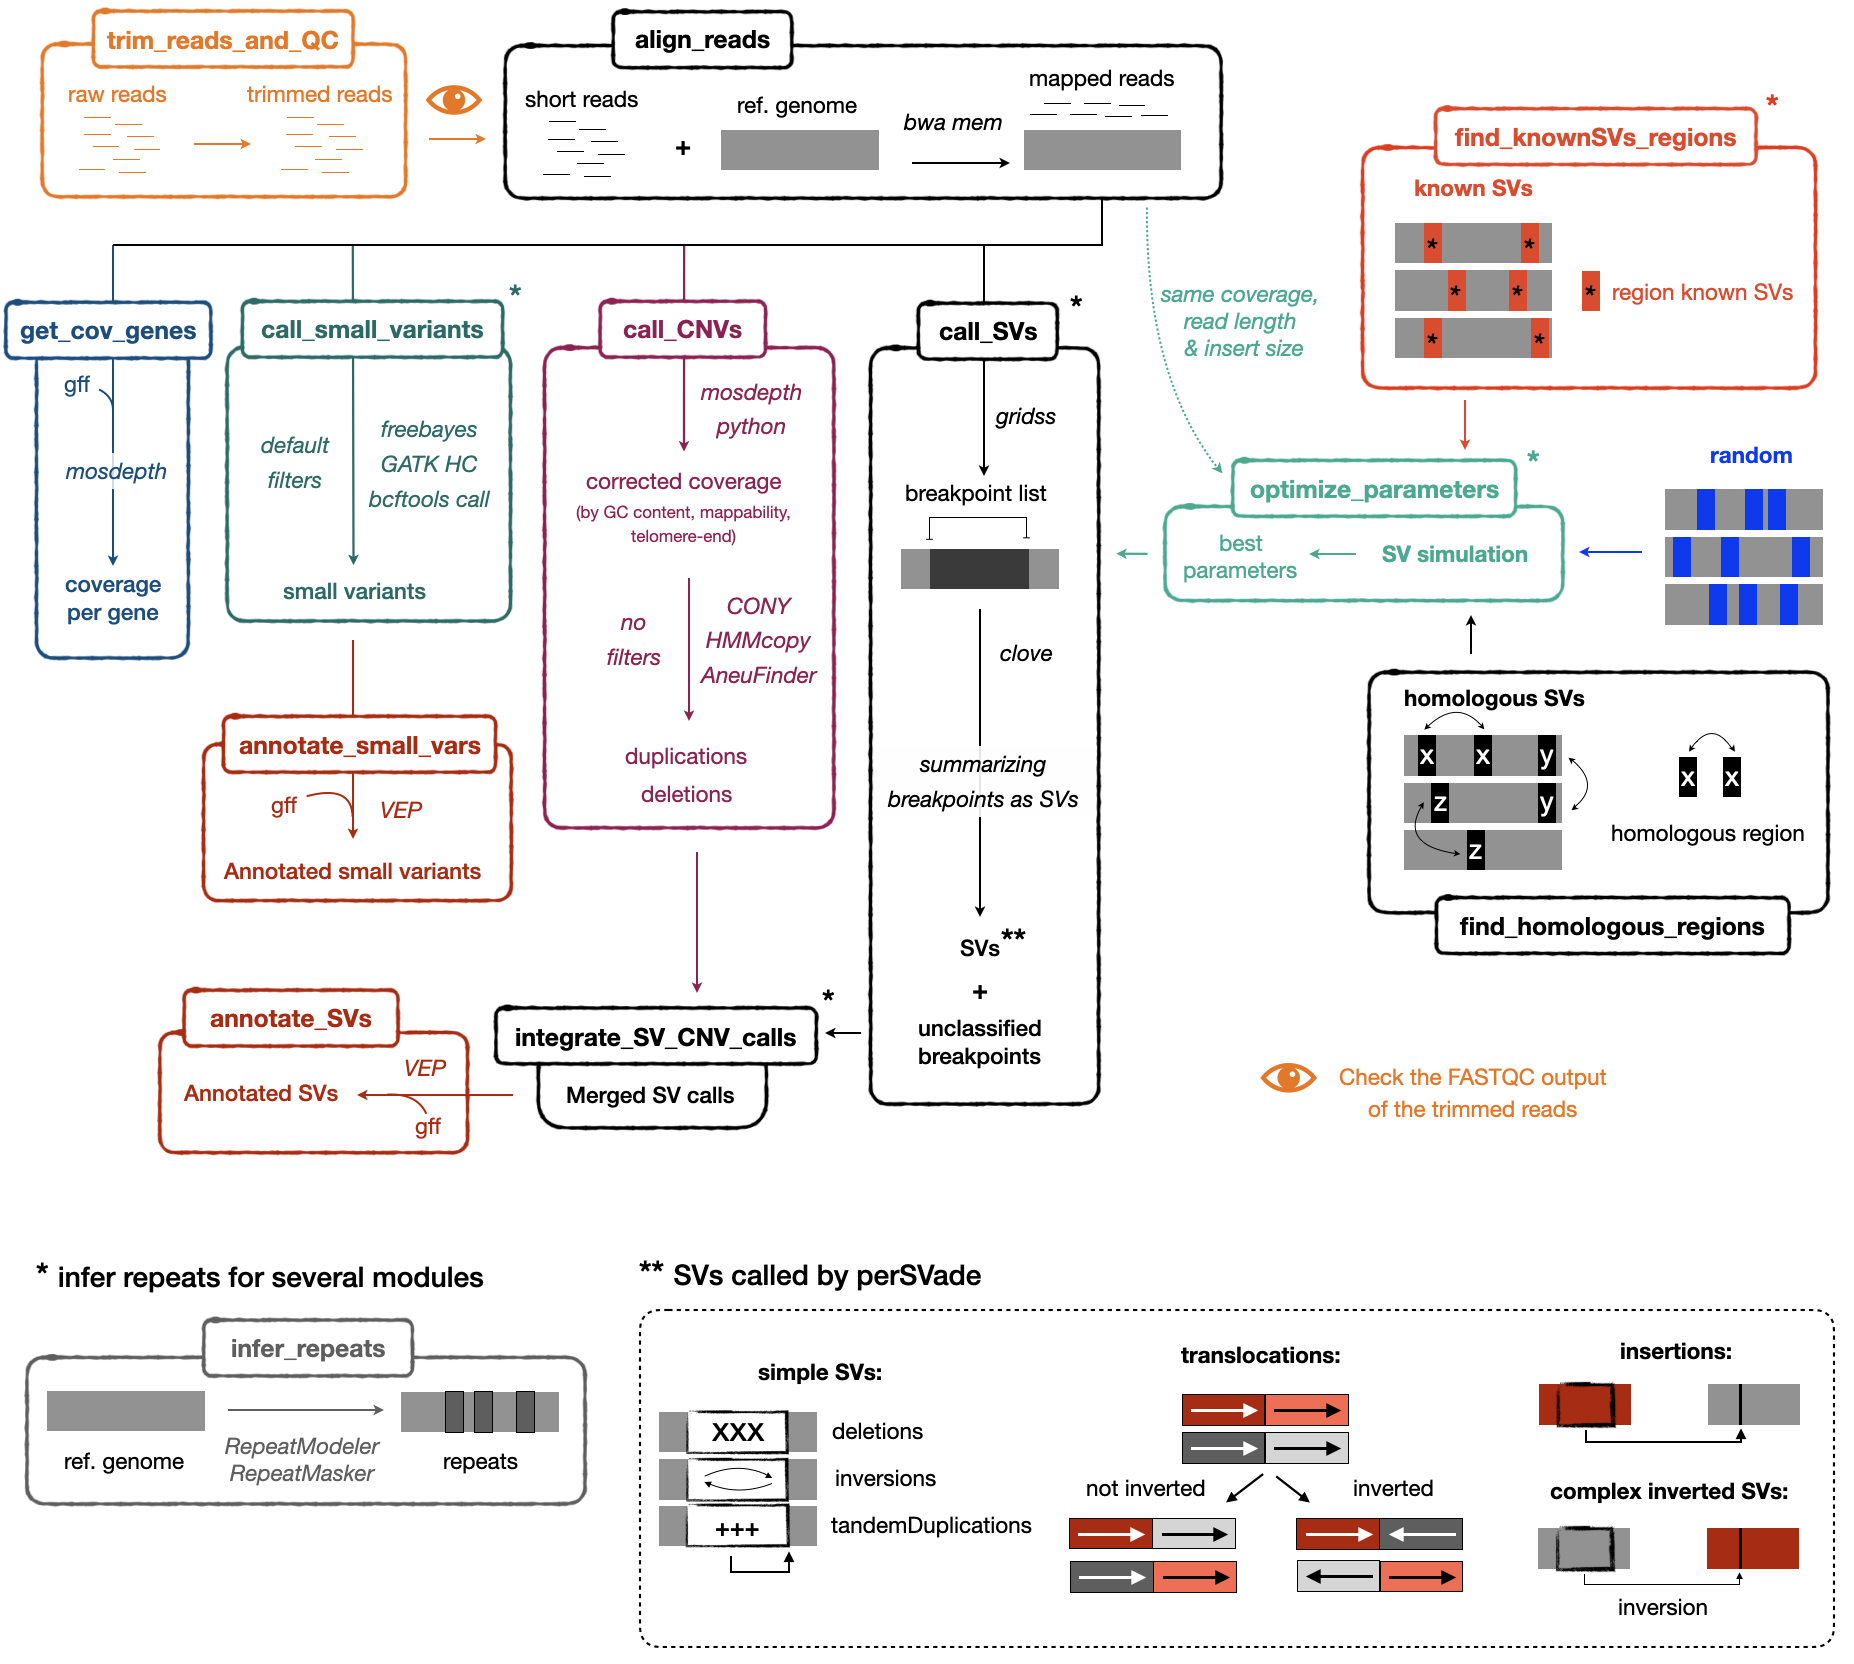 trim_reads_and_QC
raw reads
trimmed reads
align_reads
short reads
+
ref. genome
bwa mem
mapped reads
*
find_knownSVs_regions
known SVs
* *
* *
* *
* region known SVs
same coverage,
read length
& insert size
get_cov_genes
gff
mosdepth
coverage
per gene
*
call_small_variants
default
filters
freebayes
GATK HC
bcftools call
small variants
call_CNVs
mosdepth
python
corrected coverage
(by GC content, mappability,
telomere-end)
no
filters
CONY
HMMcopy
AneuFinder
duplications
deletions
*
call_SVs
gridss
breakpoint list
clove
summarizing
breakpoints as SVs
SVs**
+
unclassified
breakpoints
*
optimize_parameters
best
parameters
SV simulation
random
homologous SVs
x x y
z y
z
x x
homologous region
find_homologous_regions
annotate_small_vars
gff
VEP
Annotated small variants
annotate_SVs
VEP
Annotated SVs
gff
*
integrate_SV_CNV_calls
Merged SV calls
Check the FASTQC output
of the trimmed reads
* infer repeats for several modules
infer_repeats
ref. genome
RepeatModeler
RepeatMasker
repeats
** SVs called by perSVade
simple SVs:
XXX
deletions
inversions
+++
tandemDuplications
translocations:
not inverted
inverted
insertions:
complex inverted SVs:
inversion